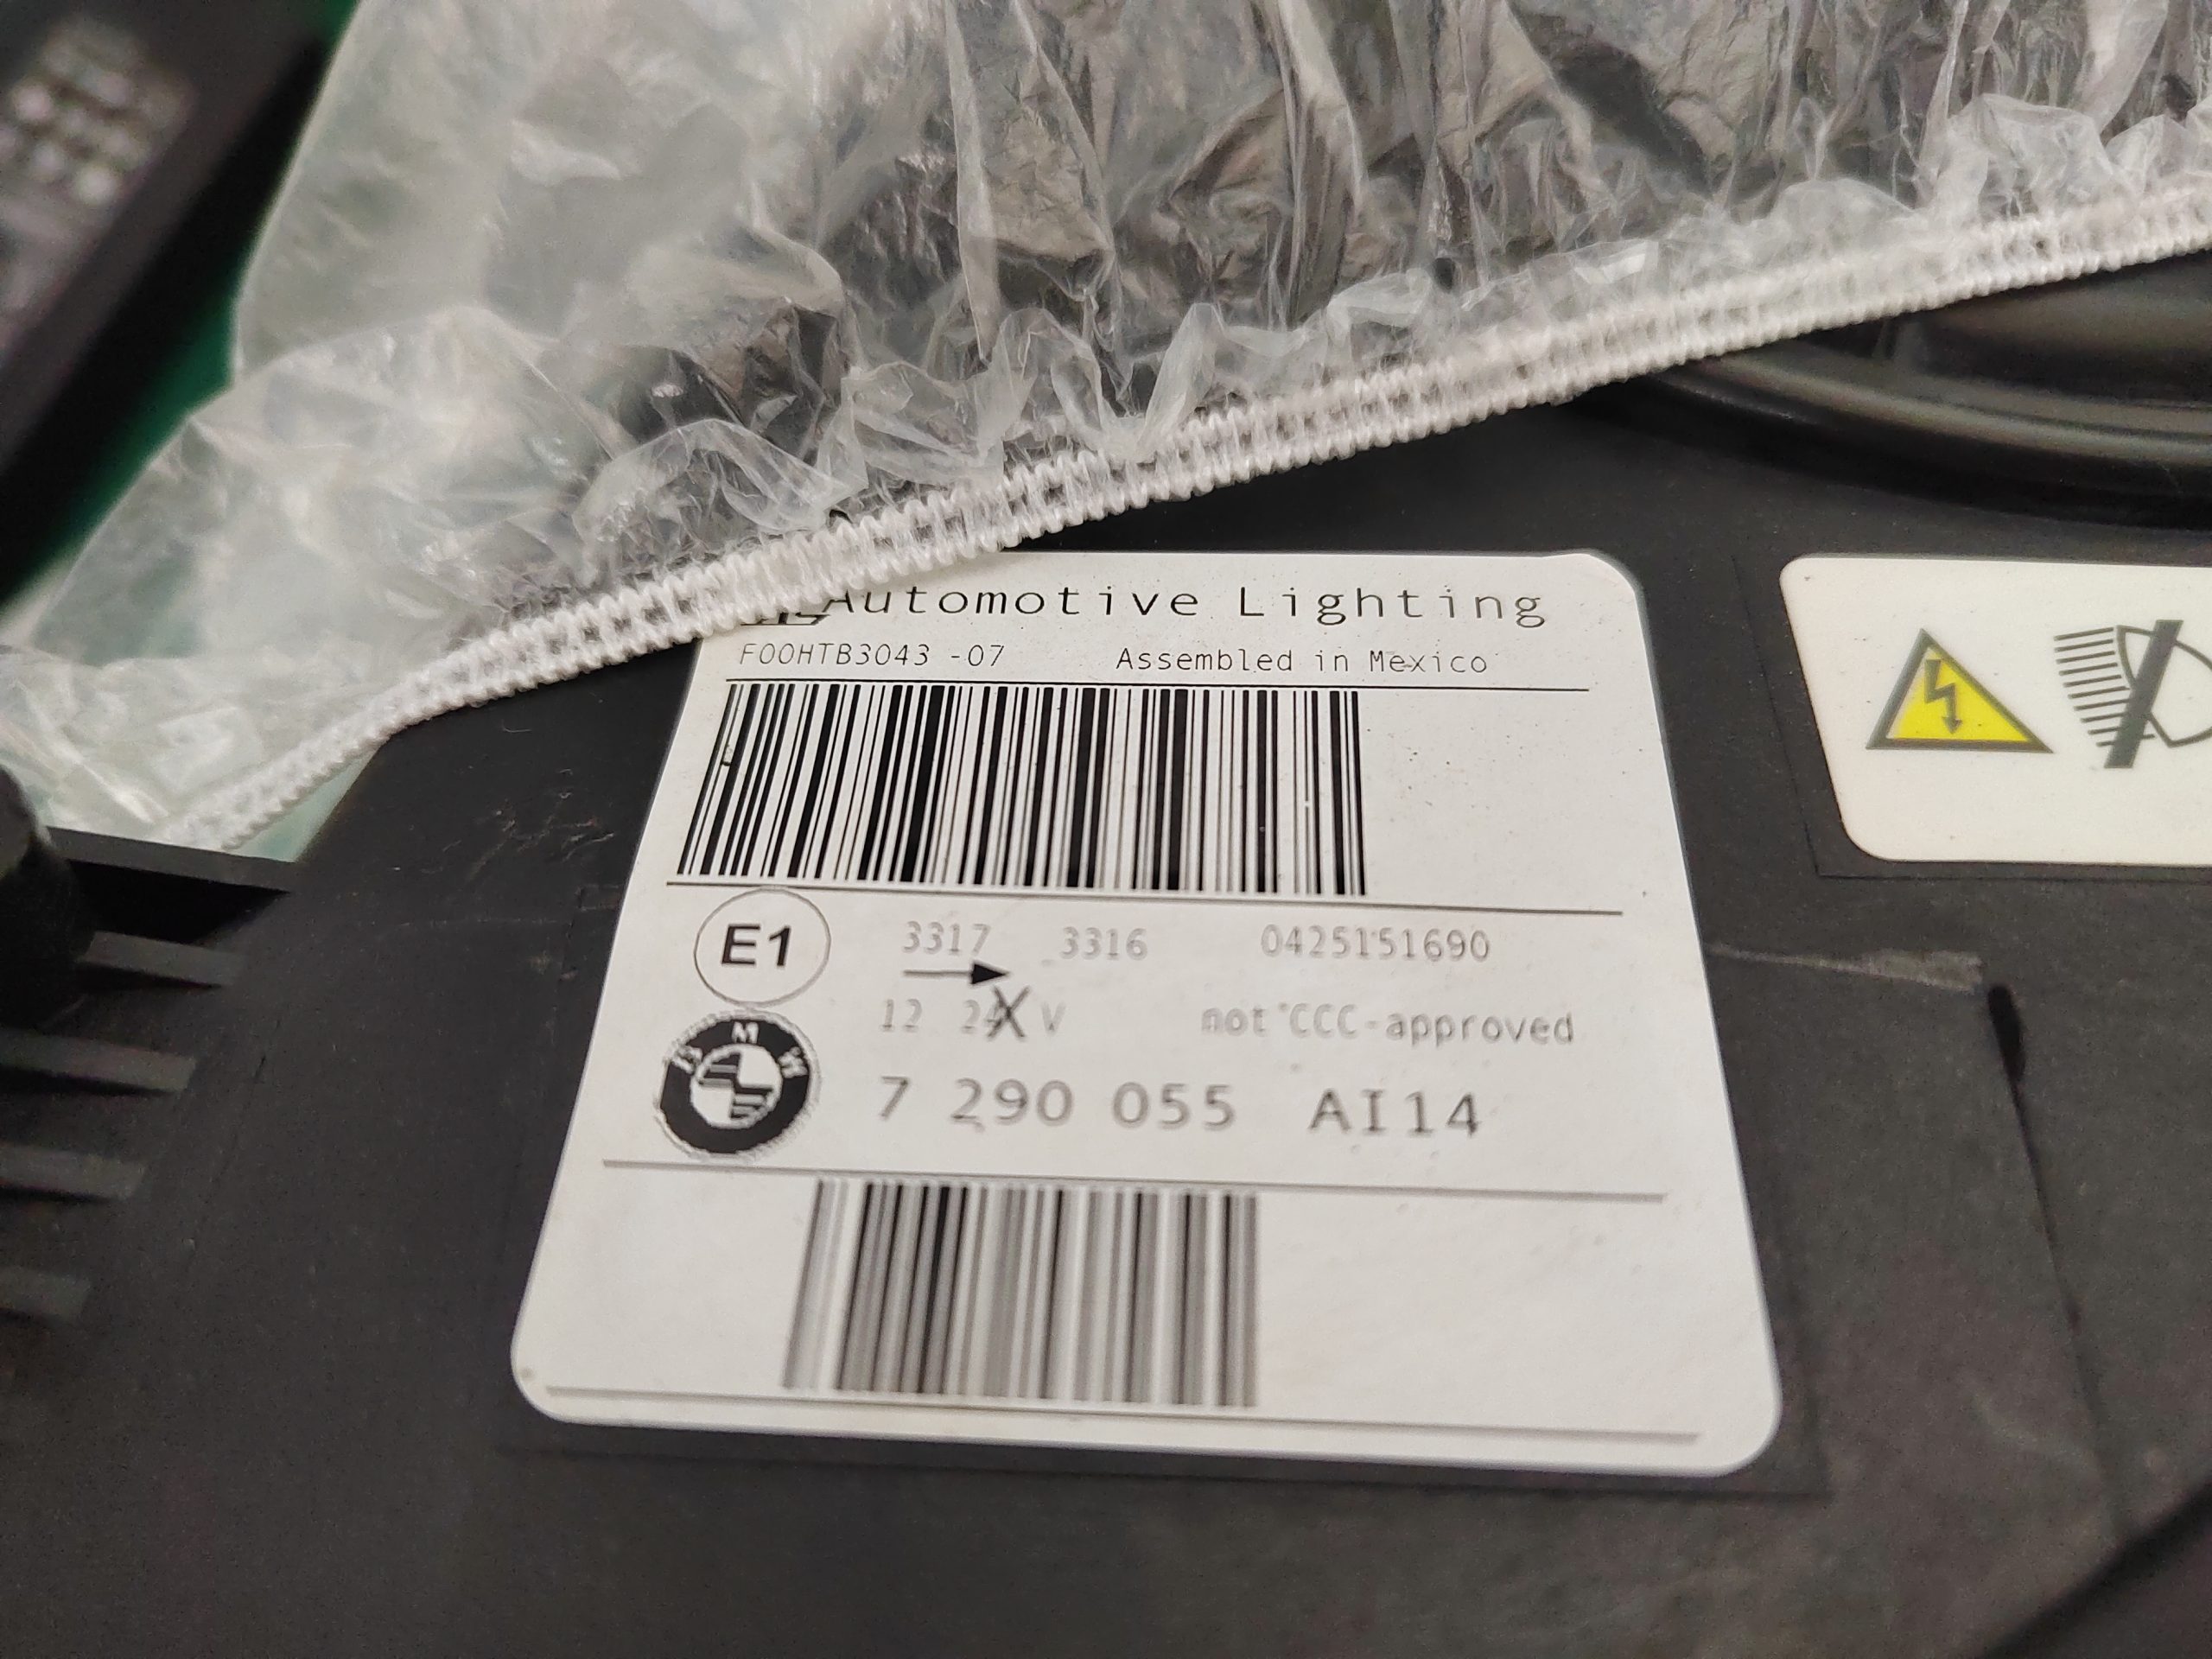 Automotive Lighting
F00HTB3043 -07 Assembled in Mexico
E1 3317 3316 0425151690
12 24 V not CCC-approved
BMW 7 290 055 AI14